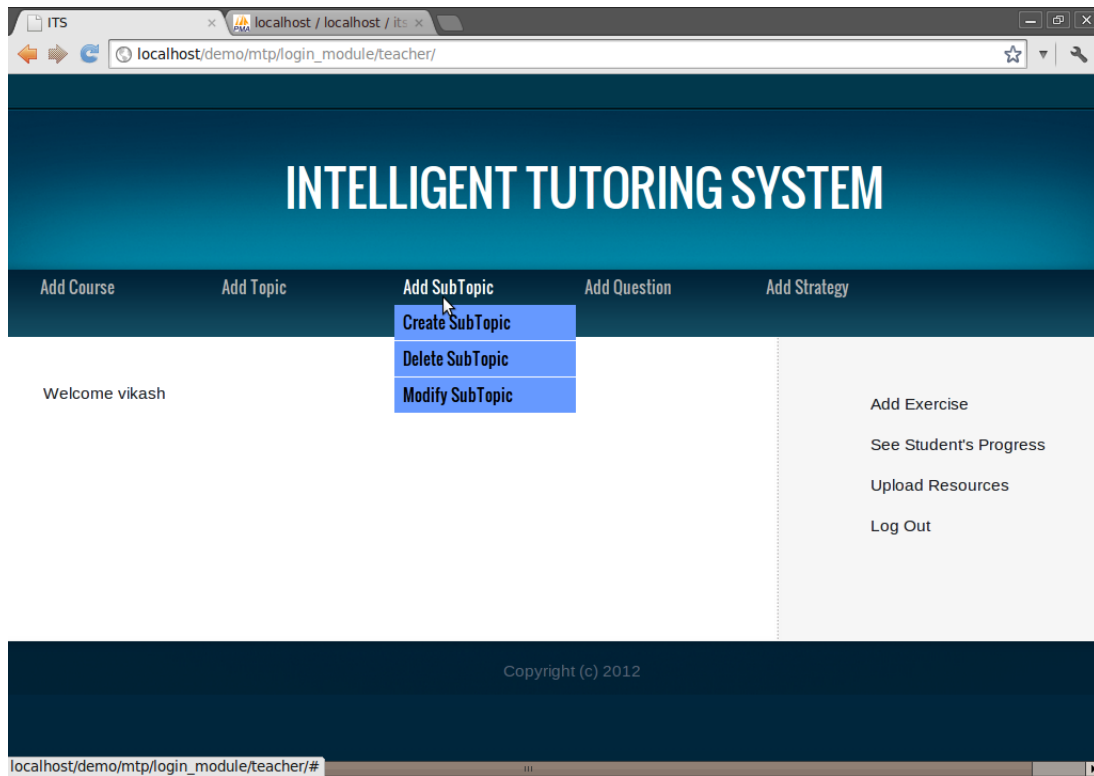 ITS
localhost / localhost / its
localhost/demo/mtp/login_module/teacher/
INTELLIGENT TUTORING SYSTEM
Add Course Add Topic Add SubTopic Add Question Add Strategy
Create SubTopic
Delete SubTopic
Modify SubTopic
Welcome vikash
Add Exercise
See Student's Progress
Upload Resources
Log Out
Copyright (c) 2012
localhost/demo/mtp/login_module/teacher/#